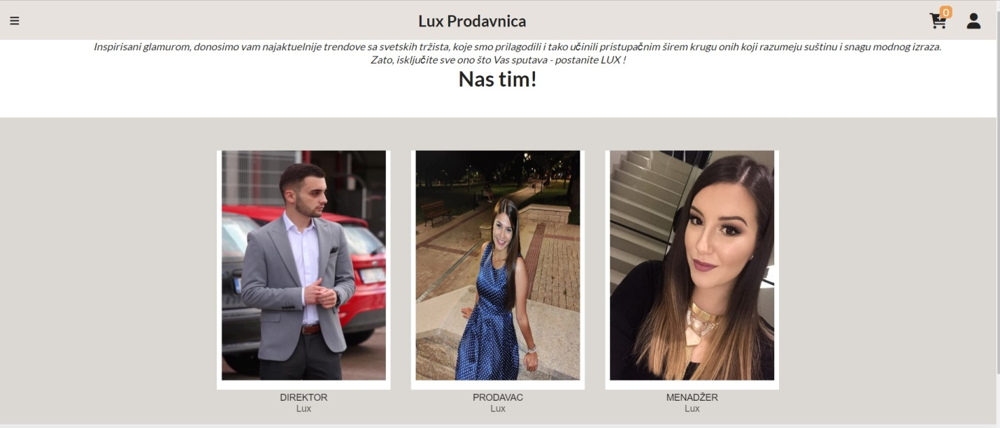 Lux Prodavnica
0
Inspirisani glamurom, donosimo vam najaktuelnije trendove sa svetskih tržista, koje smo prilagodili i tako učinili pristupačnim širem krugu onih koji razumeju suštinu i snagu modnog izraza.
Zato, isključite sve ono što Vas sputava - postanite LUX !
Nas tim!
DIREKTOR
Lux
PRODAVAC
Lux
MENADŽER
Lux